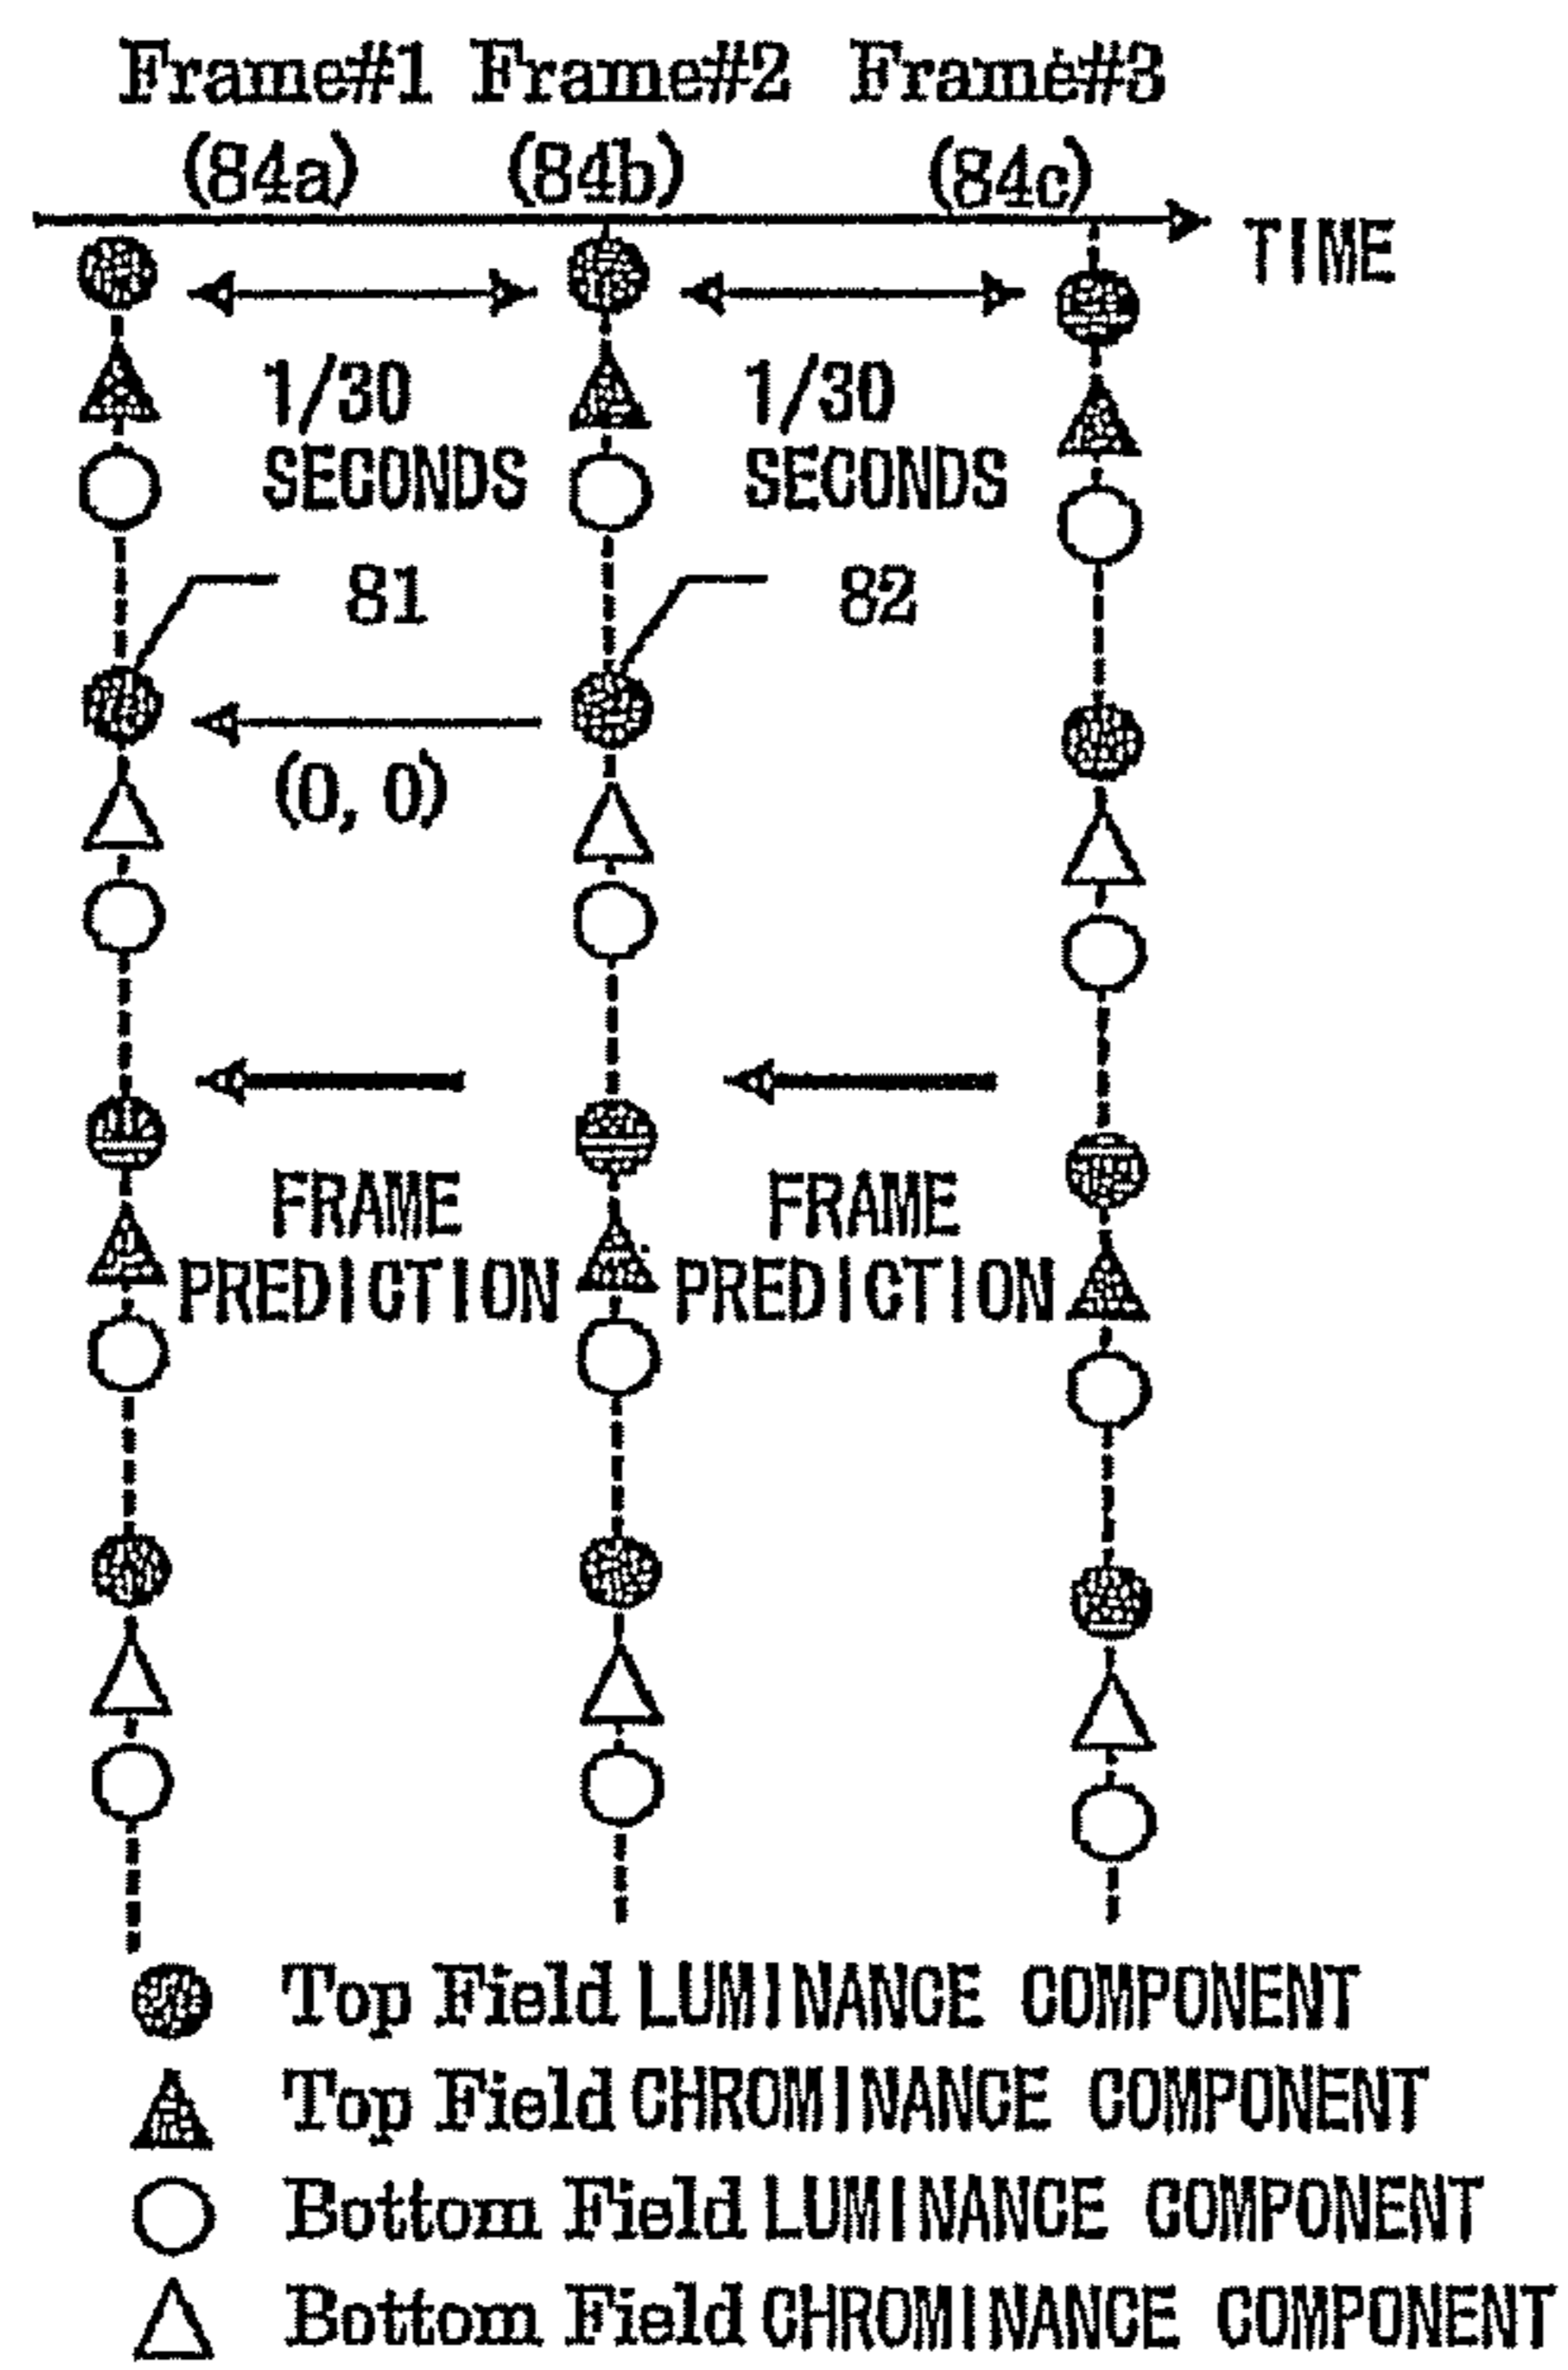 Frame#1 Frame#2 Frame#3
(84a) (84b) (84c)
TIME
1/30 1/30
SECONDS SECONDS
81 82
(0, 0)
FRAME FRAME
PREDICTION PREDICTION
Top Field LUMINANCE COMPONENT
Top Field CHROMINANCE COMPONENT
Bottom Field LUMINANCE COMPONENT
Bottom Field CHROMINANCE COMPONENT